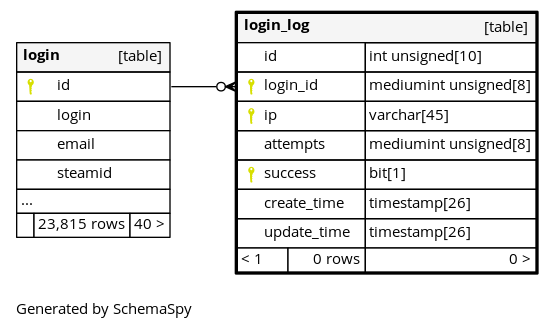 login [table]
id
login
email
steamid
...
23,815 rows 40 >
login_log [table]
id int unsigned[10]
login_id mediumint unsigned[8]
ip varchar[45]
attempts mediumint unsigned[8]
success bit[1]
create_time timestamp[26]
update_time timestamp[26]
< 1 0 rows 0 >
Generated by SchemaSpy